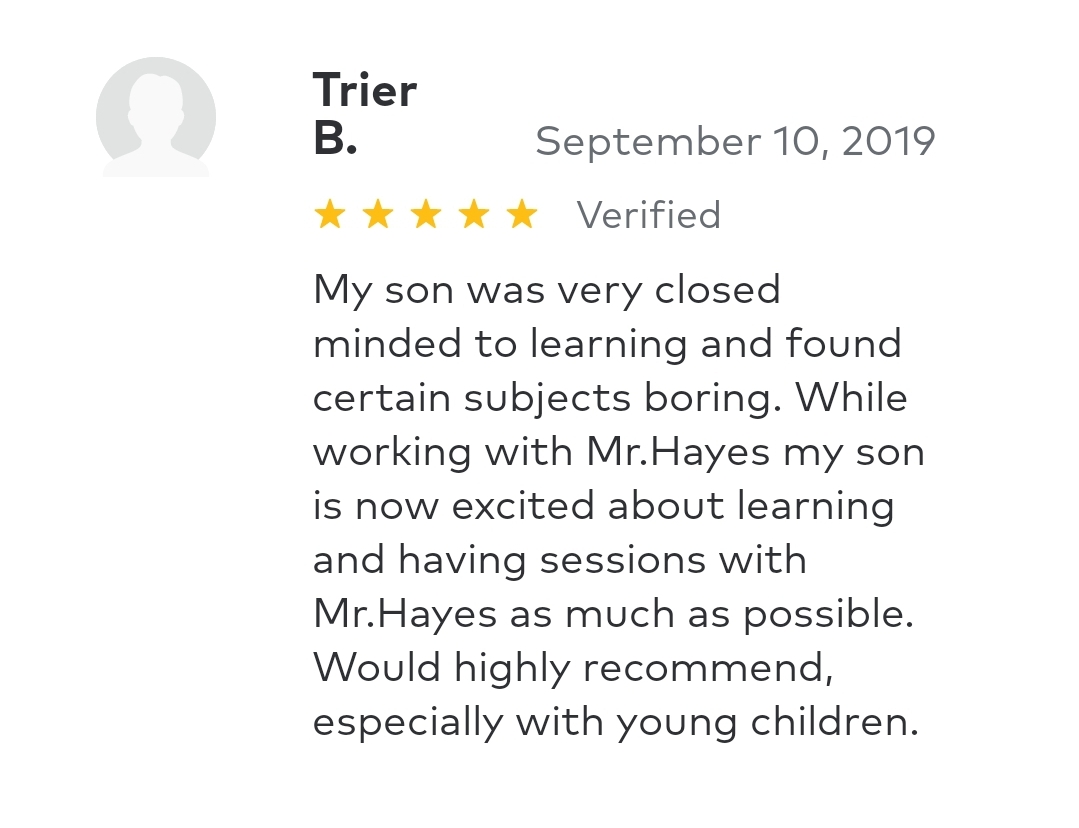 Trier
B.
September 10, 2019
Verified
My son was very closed
minded to learning and found
certain subjects boring. While
working with Mr.Hayes my son
is now excited about learning
and having sessions with
Mr.Hayes as much as possible.
Would highly recommend,
especially with young children.